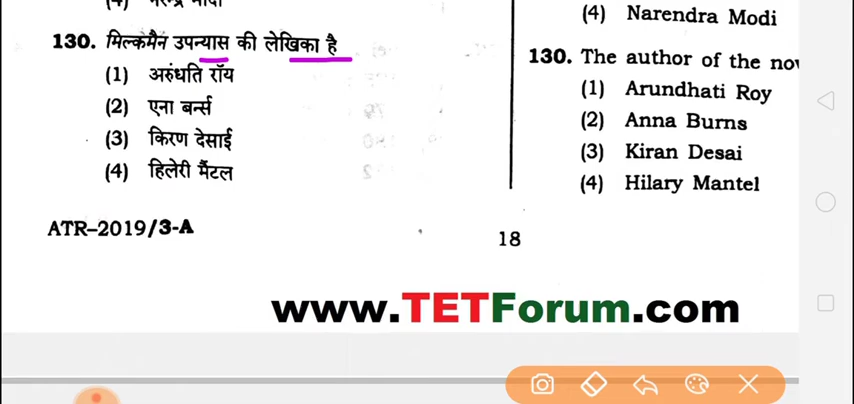 130. मिल्कमैन उपन्यास की लेखिका है
(1) अरुंधति रॉय
(2) एना बर्न्स
(3) किरण देसाई
(4) हिलेरी मैंटल
ATR–2019/3-A
(4) Narendra Modi
130. The author of the
(1) Arundhati Roy
(2) Anna Burns
(3) Kiran Desai
(4) Hilary Mantel
18
www.TETForum.com